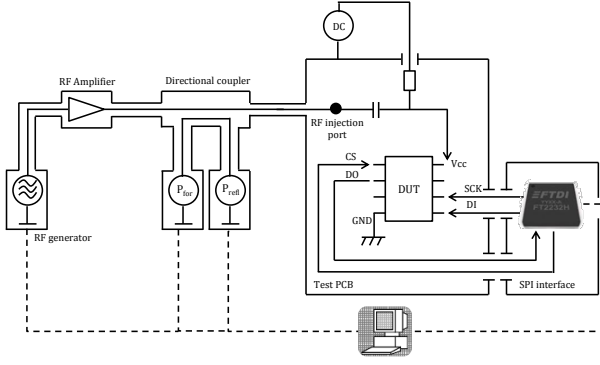 DC
RF Amplifier
Directional coupler
RF injection
port
CS
DO
Vcc
DUT
SCK
DI
GND
FTDI
FT2232H
Pfor
Prefl
RF generator
Test PCB
SPI interface